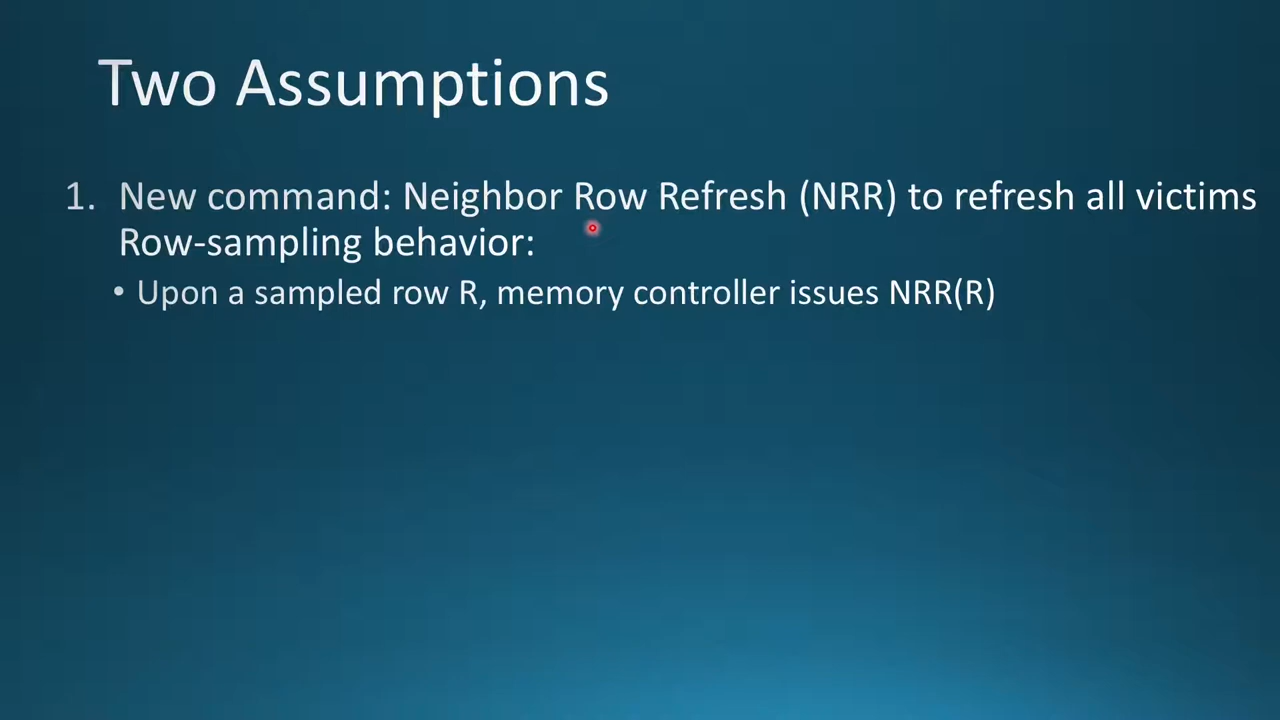 Two Assumptions
1. New command: Neighbor Row Refresh (NRR) to refresh all victims
Row-sampling behavior:
• Upon a sampled row R, memory controller issues NRR(R)